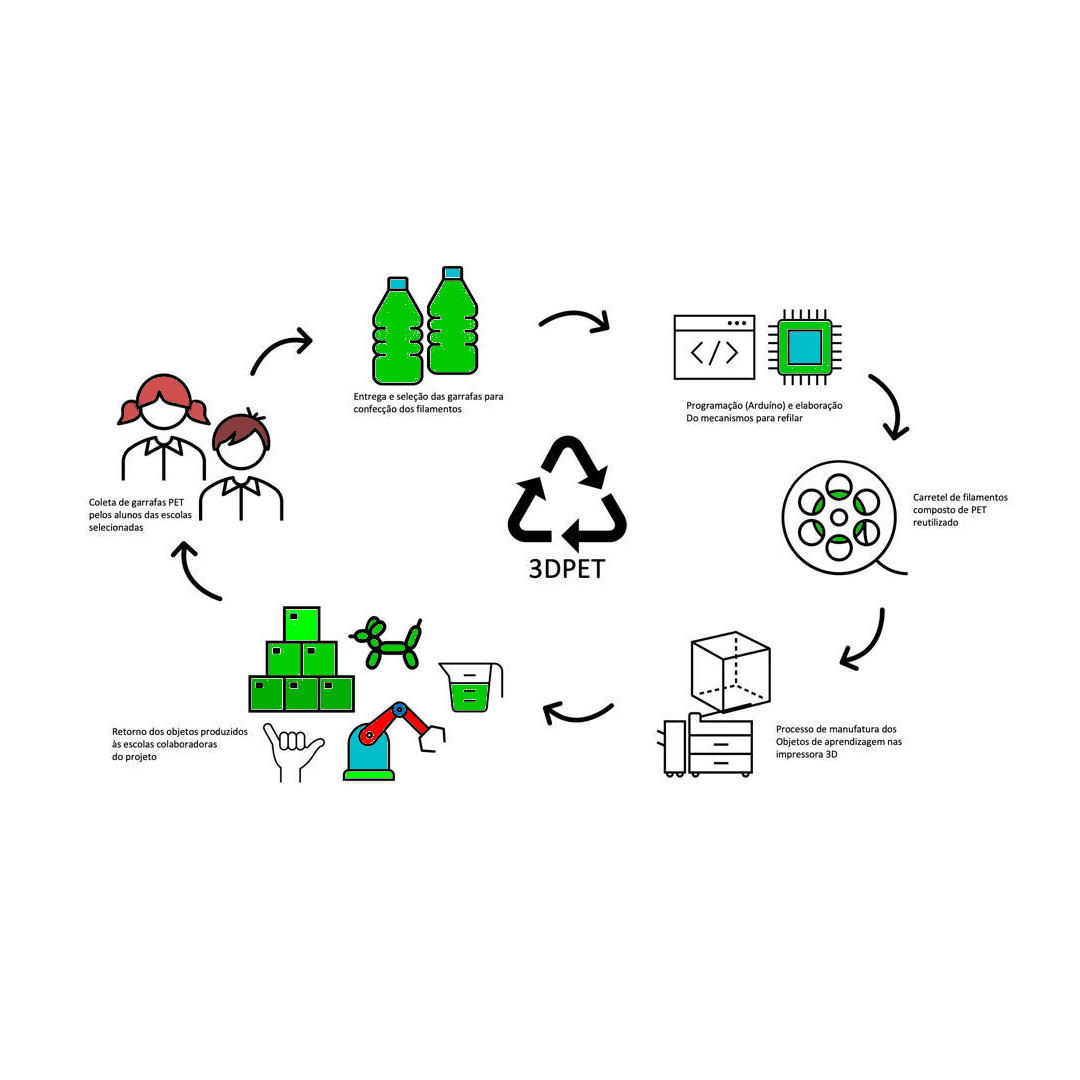 Entrega e seleção das garrafas para
confecção dos filamentos
</>
Programação (Arduíno) e elaboração
Do mecanismos para refilar
Carretel de filamentos
composto de PET
reutilizado
Processo de manufatura dos
Objetos de aprendizagem nas
impressora 3D
Retorno dos objetos produzidos
às escolas colaboradoras
do projeto
Coleta de garrafas PET
pelos alunos das escolas
selecionadas
3DPET